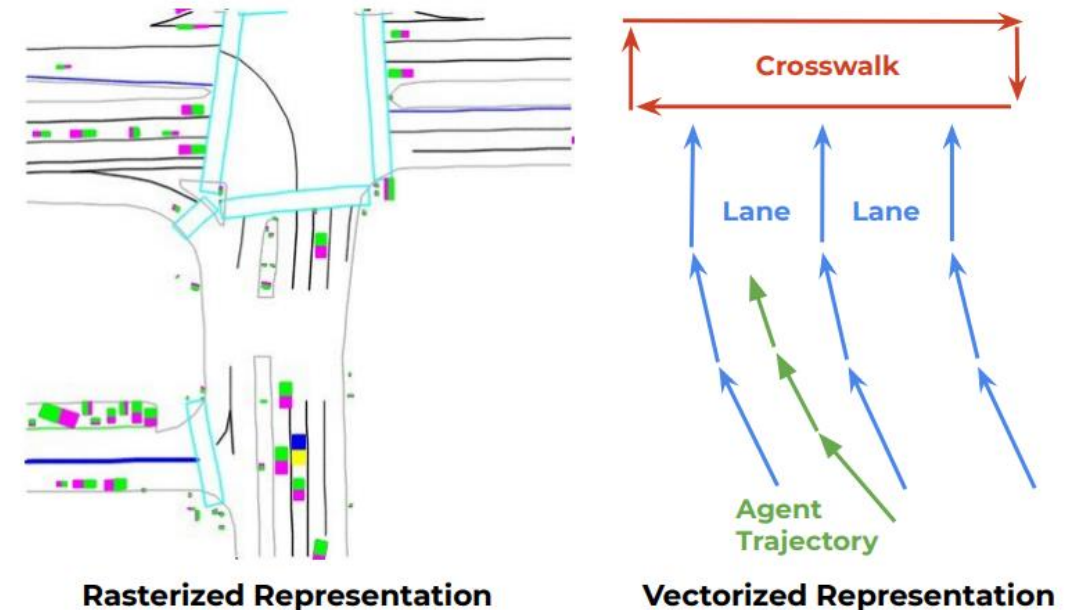 Crosswalk
Lane Lane
Agent
Trajectory
Rasterized Representation Vectorized Representation